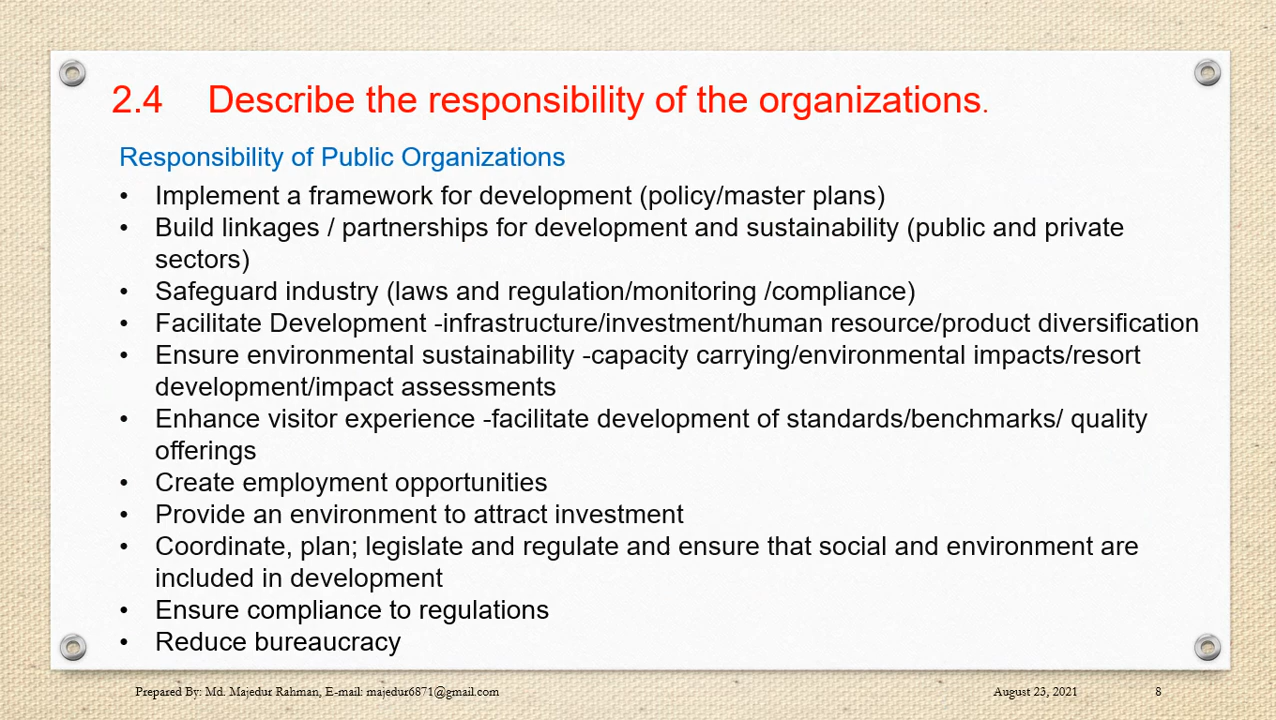 2.4 Describe the responsibility of the organizations.
Responsibility of Public Organizations
• Implement a framework for development (policy/master plans)
• Build linkages / partnerships for development and sustainability (public and private
sectors)
• Safeguard industry (laws and regulation/monitoring /compliance)
• Facilitate Development -infrastructure/investment/human resource/product diversification
• Ensure environmental sustainability -capacity carrying/environmental impacts/resort
development/impact assessments
• Enhance visitor experience -facilitate development of standards/benchmarks/ quality
offerings
• Create employment opportunities
• Provide an environment to attract investment
• Coordinate, plan; legislate and regulate and ensure that social and environment are
included in development
• Ensure compliance to regulations
• Reduce bureaucracy
Prepared By: Md. Majedur Rahman, E-mail: majedur6871@gmail.com August 23, 2021 8